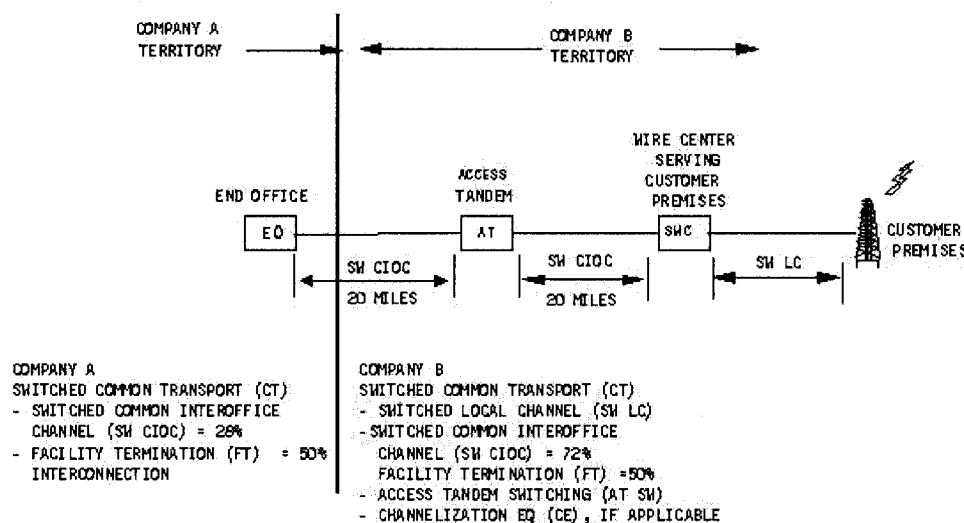 COMPANY A
TERRITORY
COMPANY B
TERRITORY
WIRE CENTER
SERVING
CUSTOMER
PREMISES
ACCESS
TANDEM
END OFFICE
EO
AT
SWC
CUSTOMER
PREMISES
SW CIOC
20 MILES
SW CIOC
20 MILES
SW LC
COMPANY A
SWITCHED COMMON TRANSPORT (CT)
- SWITCHED COMMON INTEROFFICE
CHANNEL (SW CIOC) = 28%
- FACILITY TERMINATION (FT) = 50%
INTERCONNECTION
COMPANY B
SWITCHED COMMON TRANSPORT (CT)
- SWITCHED LOCAL CHANNEL (SW LC)
-SWITCHED COMMON INTEROFFICE
CHANNEL (SW CIOC) = 72%
FACILITY TERMINATION (FT) =50%
- ACCESS TANDEM SWITCHING (AT SW)
- CHANNELIZATION EQ (CE), IF APPLICABLE